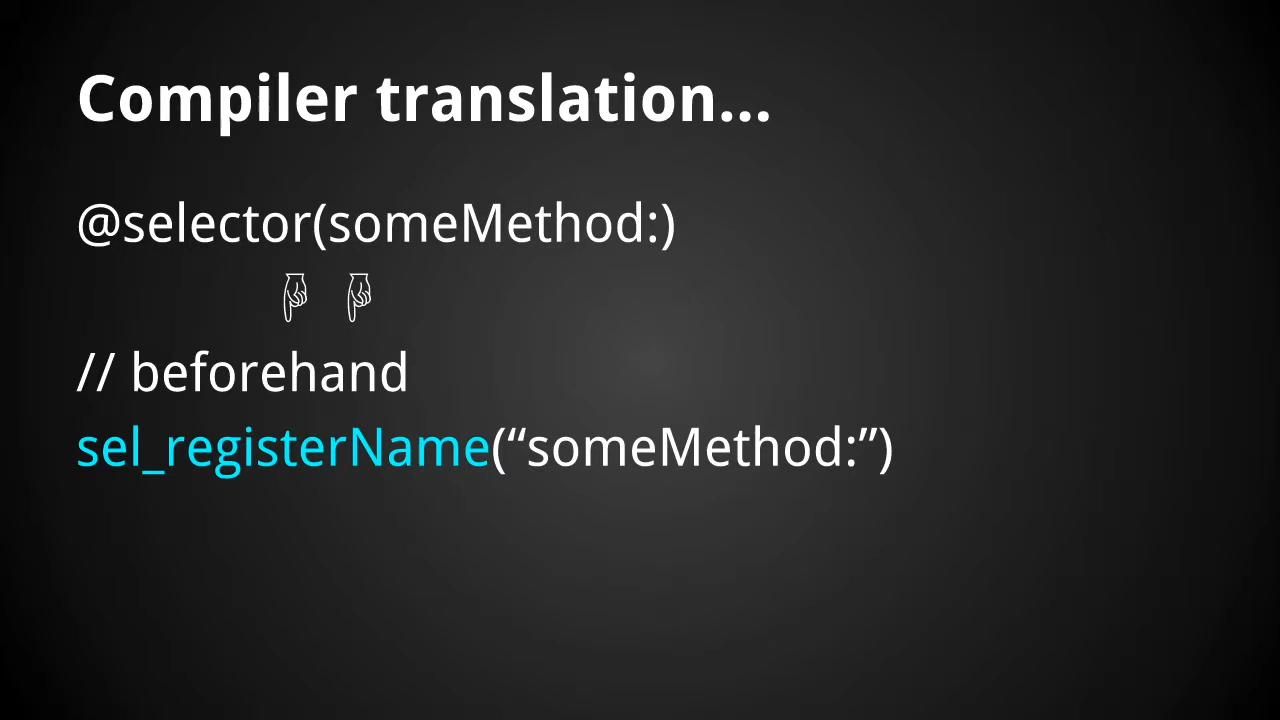 Compiler translation...
@selector(someMethod:)
☟ ☟
// beforehand
sel_registerName(“someMethod:”)